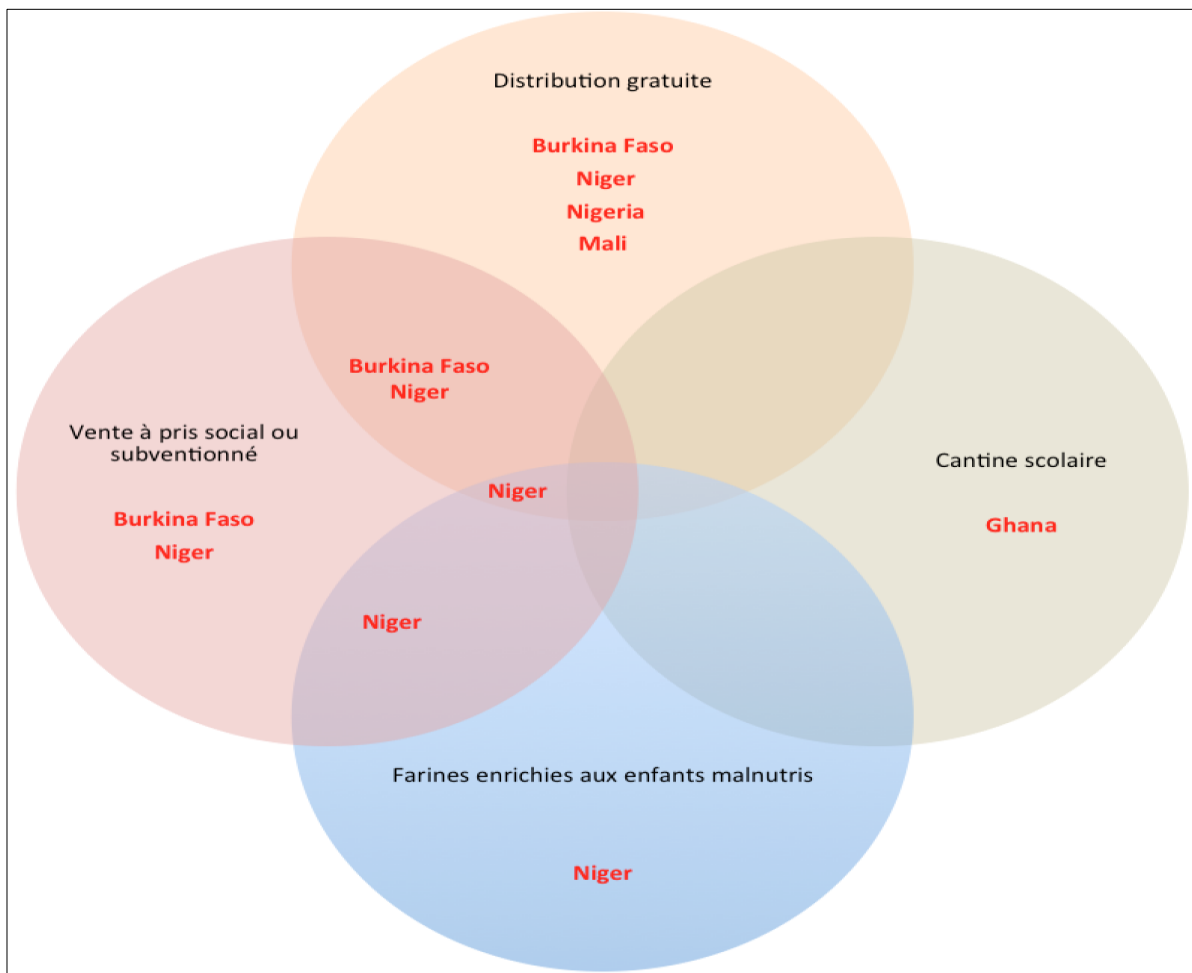 Distribution gratuite
Burkina Faso
Niger
Nigeria
Mali
Burkina Faso
Niger
Vente à pris social ou
subventionné
Burkina Faso
Niger
Niger
Niger
Cantine scolaire
Ghana
Farines enrichies aux enfants malnutris
Niger